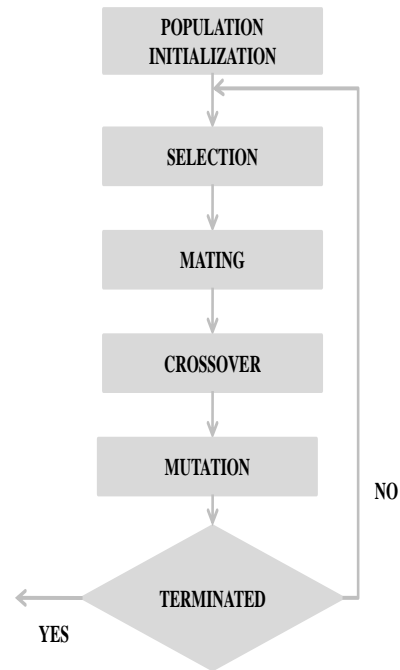 POPULATION
INITIALIZATION
SELECTION
MATING
CROSSOVER
MUTATION
NO
TERMINATED
YES